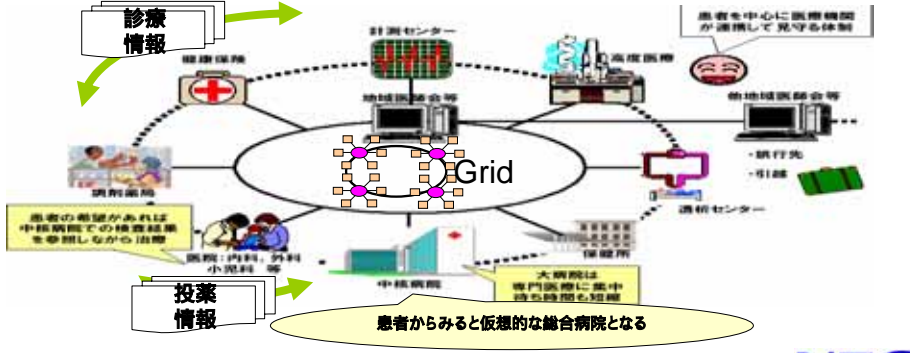 診療
情報
患者を中心に医療機関
が連携して見守る体制
計測センター
健康保険
高度医療
地域医師会等
他地域医師会等
Grid
・旅行先
・引越
調剤薬局
透析センター
患者の希望があれば
中核病院での検査結果
を参照しながら治療
医院：内科，外科
小児科 等
保健所
中核病院
大病院は
専門医療に集中
待ち時間も短縮
投薬
情報
患者からみると仮想的な総合病院となる